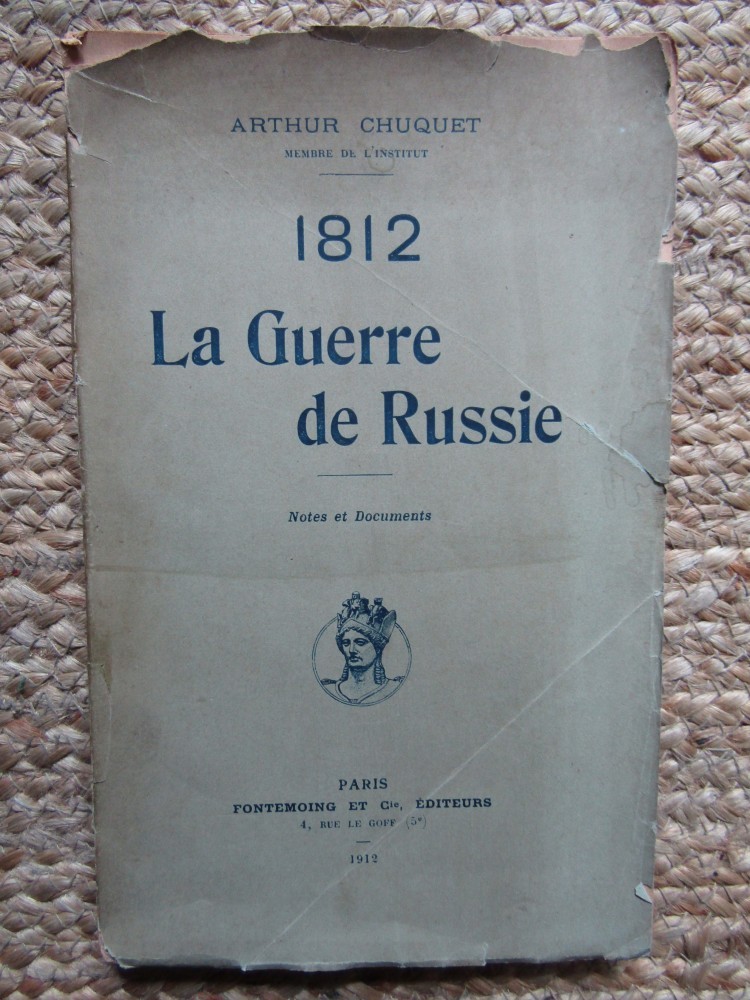 ARTHUR CHUQUET
MEMBRE DE L'INSTITUT
1812
La Guerre
de Russie
Notes et Documents
PARIS
FONTEMOING ET Cie, ÉDITEURS
4, RUE LE GOFF (5e)
1912